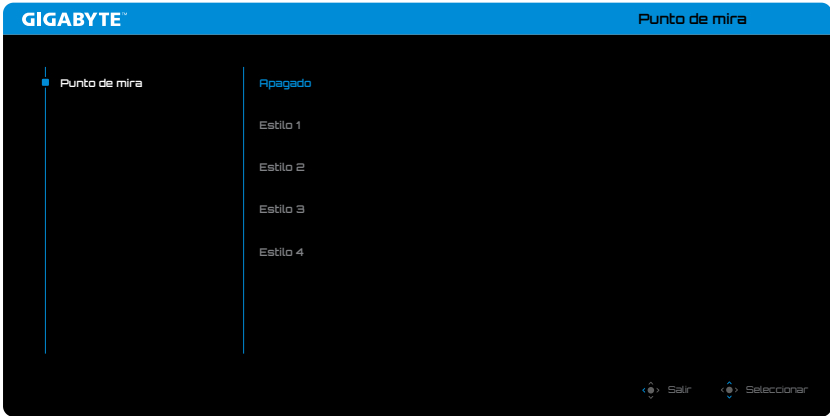 GIGABYTE™ Punto de mira
Punto de mira Apagado
Estilo 1
Estilo 2
Estilo 3
Estilo 4
Salir Seleccionar